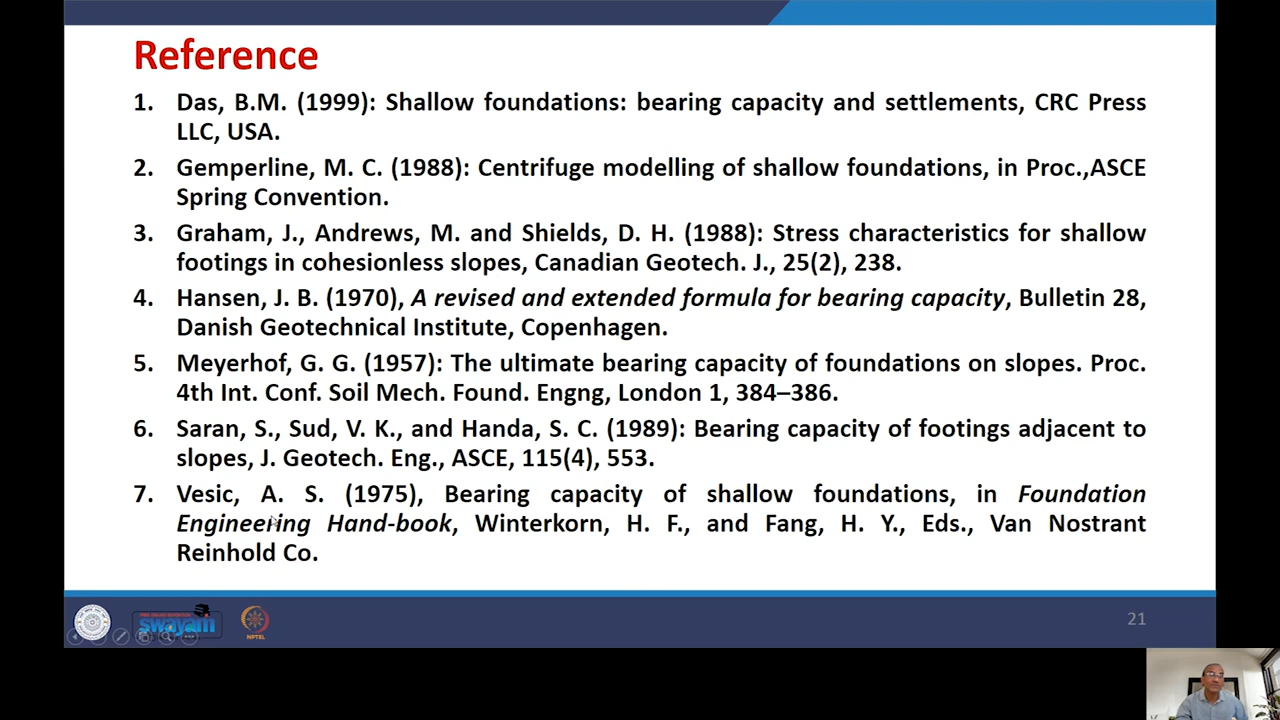 Reference
1. Das, B.M. (1999): Shallow foundations: bearing capacity and settlements, CRC Press
LLC, USA.
2. Gemperline, M. C. (1988): Centrifuge modelling of shallow foundations, in Proc.,ASCE
Spring Convention.
3. Graham, J., Andrews, M. and Shields, D. H. (1988): Stress characteristics for shallow
footings in cohesionless slopes, Canadian Geotech. J., 25(2), 238.
4. Hansen, J. B. (1970), A revised and extended formula for bearing capacity, Bulletin 28,
Danish Geotechnical Institute, Copenhagen.
5. Meyerhof, G. G. (1957): The ultimate bearing capacity of foundations on slopes. Proc.
4th Int. Conf. Soil Mech. Found. Engng, London 1, 384–386.
6. Saran, S., Sud, V. K., and Handa, S. C. (1989): Bearing capacity of footings adjacent to
slopes, J. Geotech. Eng., ASCE, 115(4), 553.
7. Vesic, A. S. (1975), Bearing capacity of shallow foundations, in Foundation
Engineering Hand-book, Winterkorn, H. F., and Fang, H. Y., Eds., Van Nostrant
Reinhold Co.
swayam
NPTEL
21